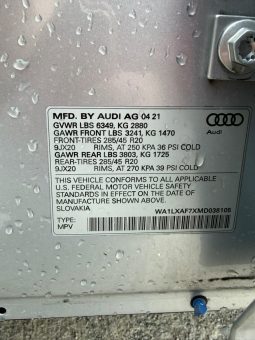 MFD. BY AUDI AG 04 21
GVWR LBS 6349, KG 2880
GAWR FRONT LBS 3241, KG 1470
FRONT-TIRES 285/45 R20
9JX20 RIMS, AT 250 KPA 36 PSI COLD
GAWR REAR LBS 3803, KG 1725
REAR-TIRES 285/45 R20
9JX20 RIMS, AT 270 KPA 39 PSI COLD
Audi
THIS VEHICLE CONFORMS TO ALL APPLICABLE
U.S. FEDERAL MOTOR VEHICLE SAFETY
STANDARDS IN EFFECT ON THE DATE OF
MANUFACTURE SHOWN ABOVE.
SLOVAKIA
WA1LXAF7XMD035105
TYPE:
MPV